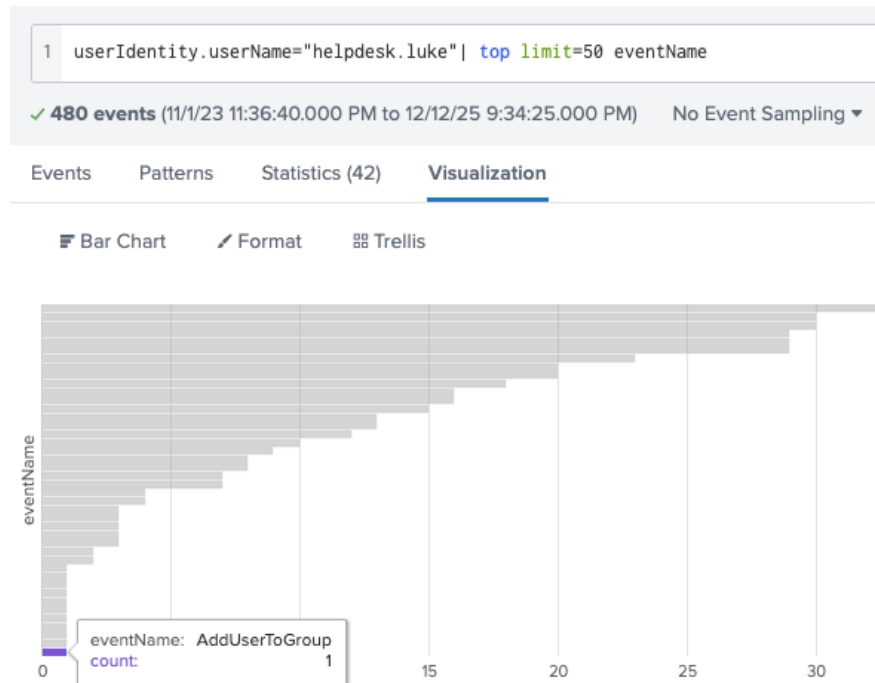 1 userIdentity.userName="helpdesk.luke"| top limit=50 eventName
✓ 480 events (11/1/23 11:36:40.000 PM to 12/12/25 9:34:25.000 PM) No Event Sampling ▾
Events Patterns Statistics (42) Visualization
Bar Chart Format Trellis
eventName
eventName: AddUserToGroup
count: 1
0 15 20 25 30